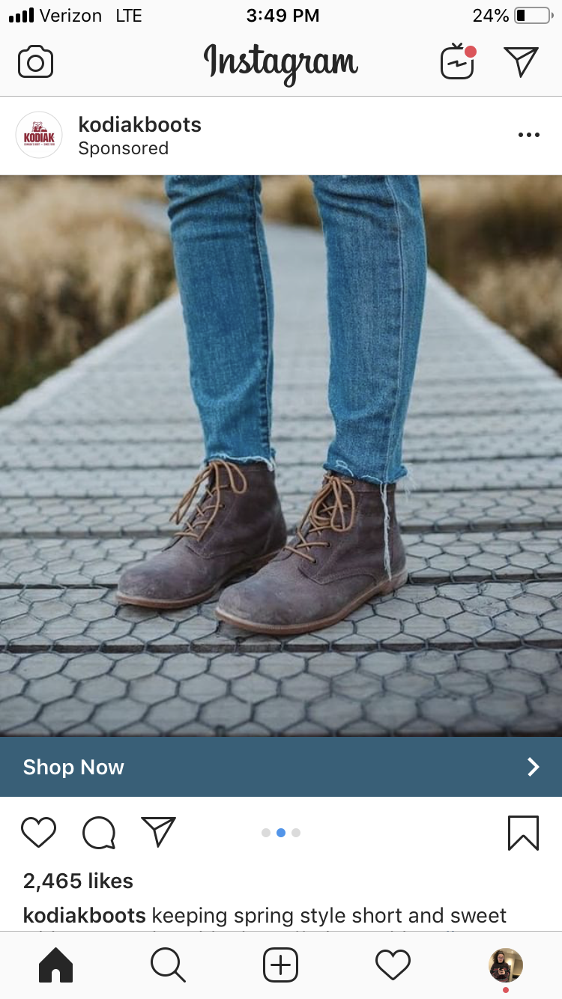 Verizon LTE 3:49 PM 24%
Instagram
KODIAK
kodiakboots
Sponsored
Shop Now
2,465 likes
kodiakboots keeping spring style short and sweet